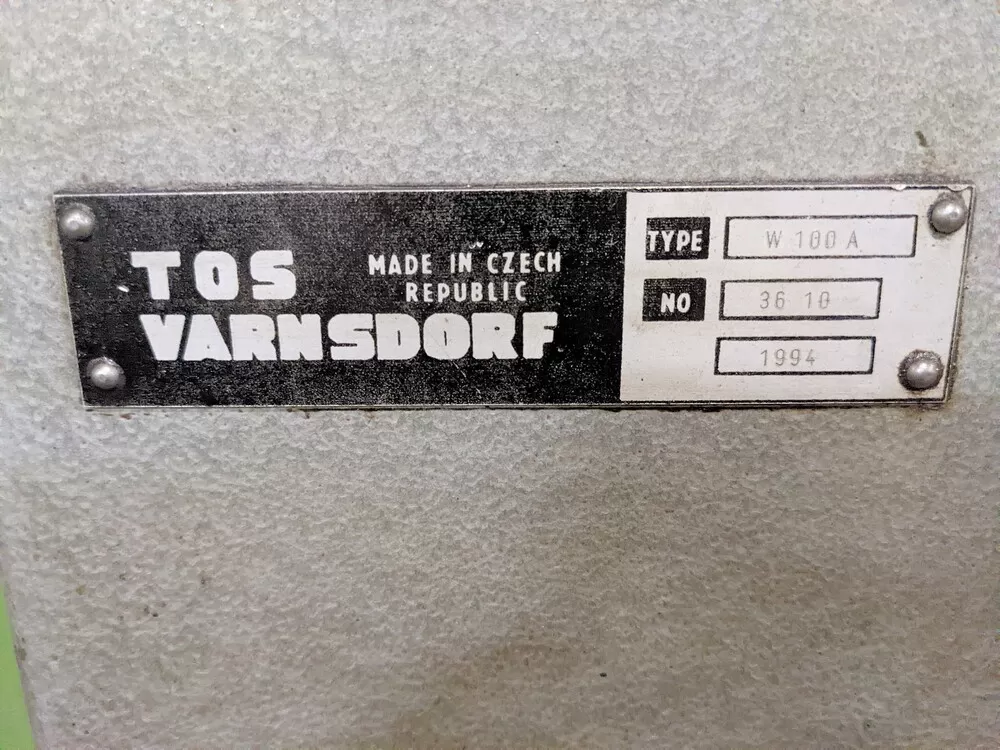 TOS
VARNSDORF
MADE IN CZECH
REPUBLIC
TYPE W 100 A
NO 36 10
1994